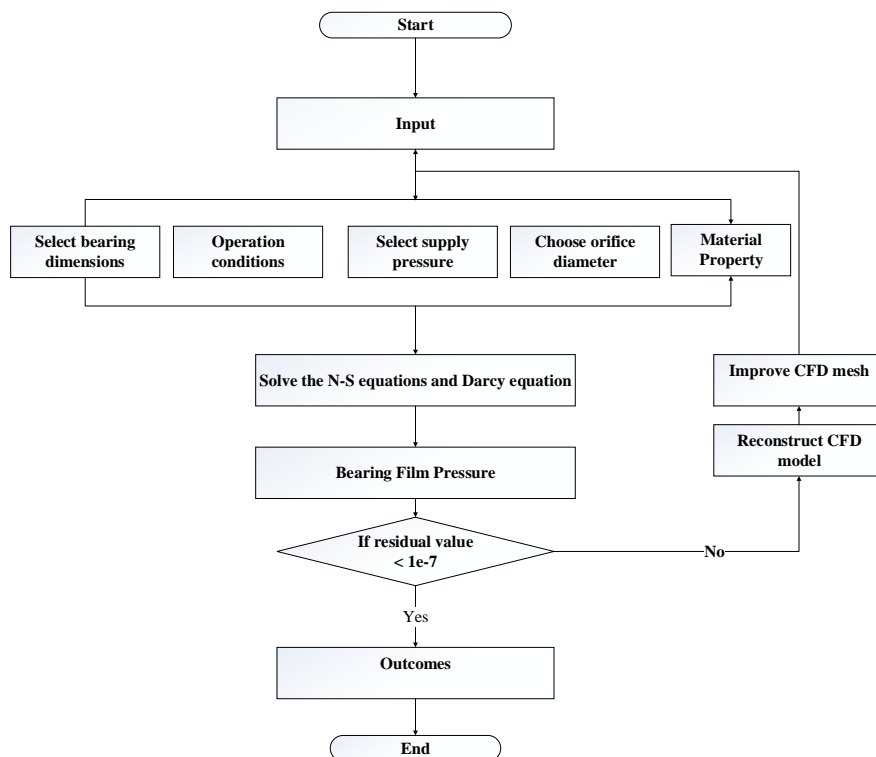 Start
Input
Select bearing
dimensions
Operation
conditions
Select supply
pressure
Choose orifice
diameter
Material
Property
Solve the N-S equations and Darcy equation
Improve CFD mesh
Reconstruct CFD
model
Bearing Film Pressure
If residual value
< 1e-7
No
Yes
Outcomes
End